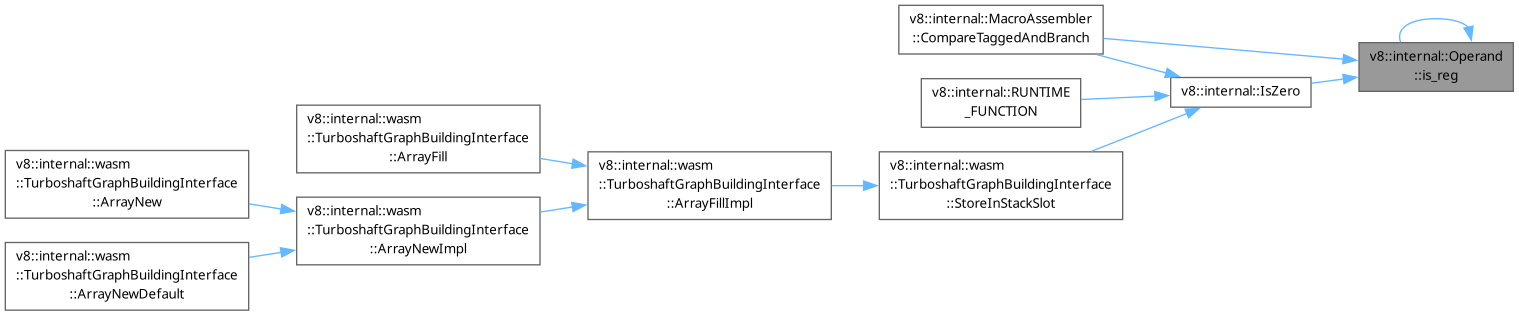 v8::internal::MacroAssembler
::CompareTaggedAndBranch
v8::internal::Operand
::is_reg
v8::internal::RUNTIME
_FUNCTION
v8::internal::IsZero
v8::internal::wasm
::TurboshaftGraphBuildingInterface
::ArrayFill
v8::internal::wasm
::TurboshaftGraphBuildingInterface
::ArrayNew
v8::internal::wasm
::TurboshaftGraphBuildingInterface
::ArrayFillImpl
v8::internal::wasm
::TurboshaftGraphBuildingInterface
::StoreInStackSlot
v8::internal::wasm
::TurboshaftGraphBuildingInterface
::ArrayNewImpl
v8::internal::wasm
::TurboshaftGraphBuildingInterface
::ArrayNewDefault